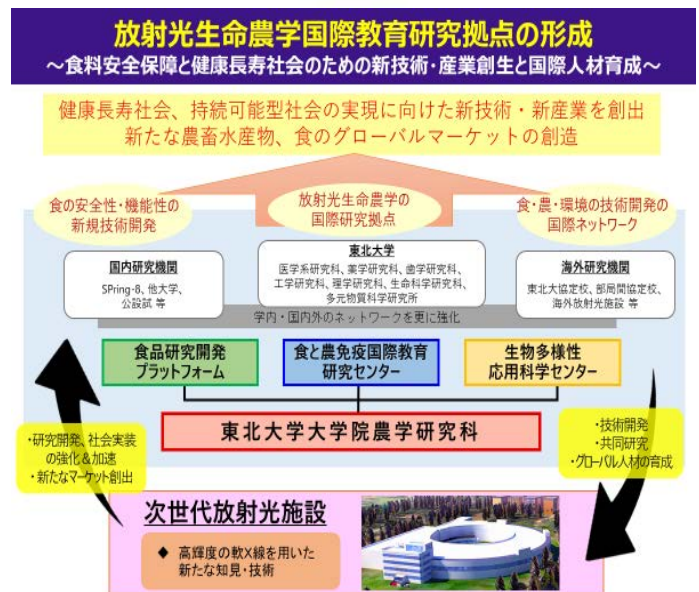 放射光生命農学国際教育研究拠点の形成
~食料安全保障と健康長寿社会のための新技術・産業創生と国際人材育成~
健康長寿社会、持続可能型社会の実現に向けた新技術・新産業を創出
新たな農畜水産物、食のグローバルマーケットの創造
食の安全性・機能性の
新規技術開発
放射光生命農学の
国際研究拠点
食・農・環境の技術開発の
国際ネットワーク
国内研究機関
SPring-8、他大学、
公設試 等
東北大学
医学系研究科、薬学研究科、歯学研究科、
工学研究科、理学研究科、生命科学研究科、
多元物質科学研究所
海外研究機関
東北大協定校、部局間協定校、
海外放射光施設 等
学内・国内外のネットワークを更に強化
食品研究開発
プラットフォーム
食と農免疫国際教育
研究センター
生物多様性
応用科学センター
東北大学大学院農学研究科
・研究開発、社会実装
の強化&加速
・新たなマーケット創出
・技術開発
・共同研究
・グローバル人材の育成
次世代放射光施設
◆ 高輝度の軟X線を用いた
新たな知見・技術